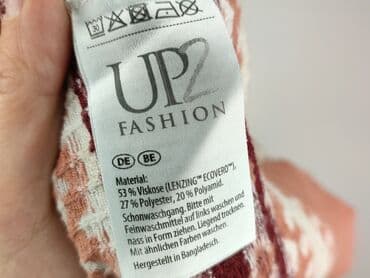 UP2
FASHION
DE BE
Material:
53 % Viskose (LENZING™ ECOVERO™),
27 % Polyester, 20 % Polyamid.
Schonwaschgang. Bitte mit
Feinwaschmittel auf links waschen und
nass in Form ziehen. Liegend trocknen.
Mit ähnlichen Farben waschen.
Hergestellt in Bangladesch.